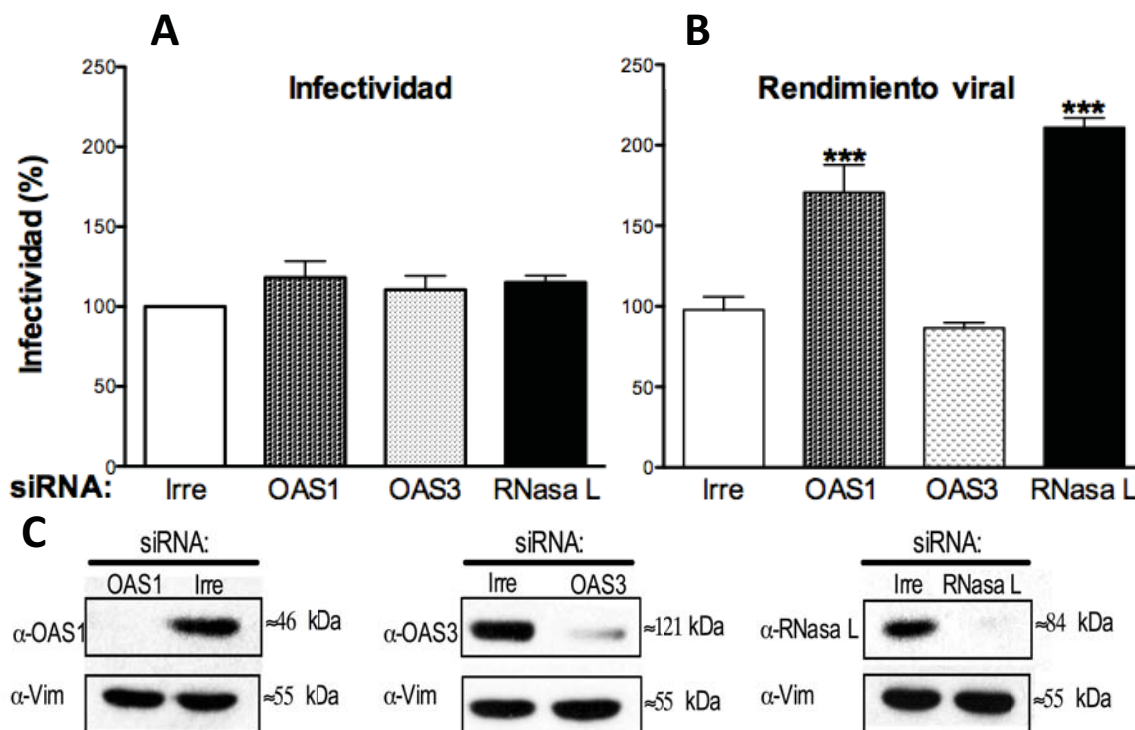 A
Infectividad
Infectividad (%)
250
200
150
100
50
0
siRNA:
Irre OAS1 OAS3 RNasa L
B
Rendimiento viral
250
200
150
100
50
0
***
***
Irre OAS1 OAS3 RNasa L
C
siRNA:
OAS1 Irre
α-OAS1 ≈46 kDa
α-Vim ≈55 kDa
siRNA:
Irre OAS3
α-OAS3 ≈121 kDa
α-Vim ≈55 kDa
siRNA:
Irre RNasa L
α-RNasa L ≈84 kDa
α-Vim ≈55 kDa